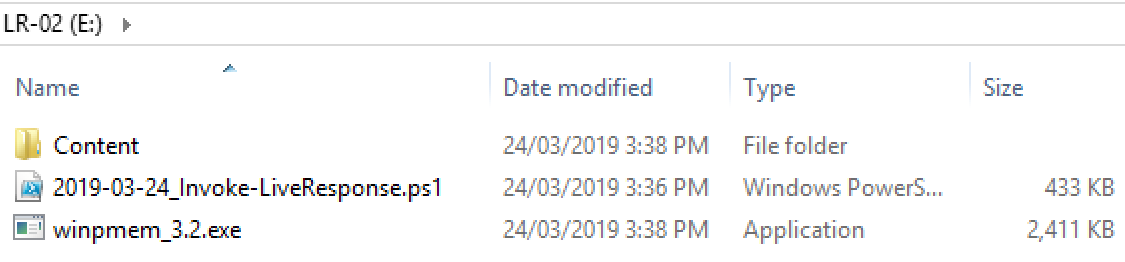 LR-02 (E:)
Name Date modified Type Size
Content 24/03/2019 3:38 PM File folder
2019-03-24_Invoke-LiveResponse.ps1 24/03/2019 3:36 PM Windows PowerS... 433 KB
winpmem_3.2.exe 24/03/2019 3:38 PM Application 2,411 KB